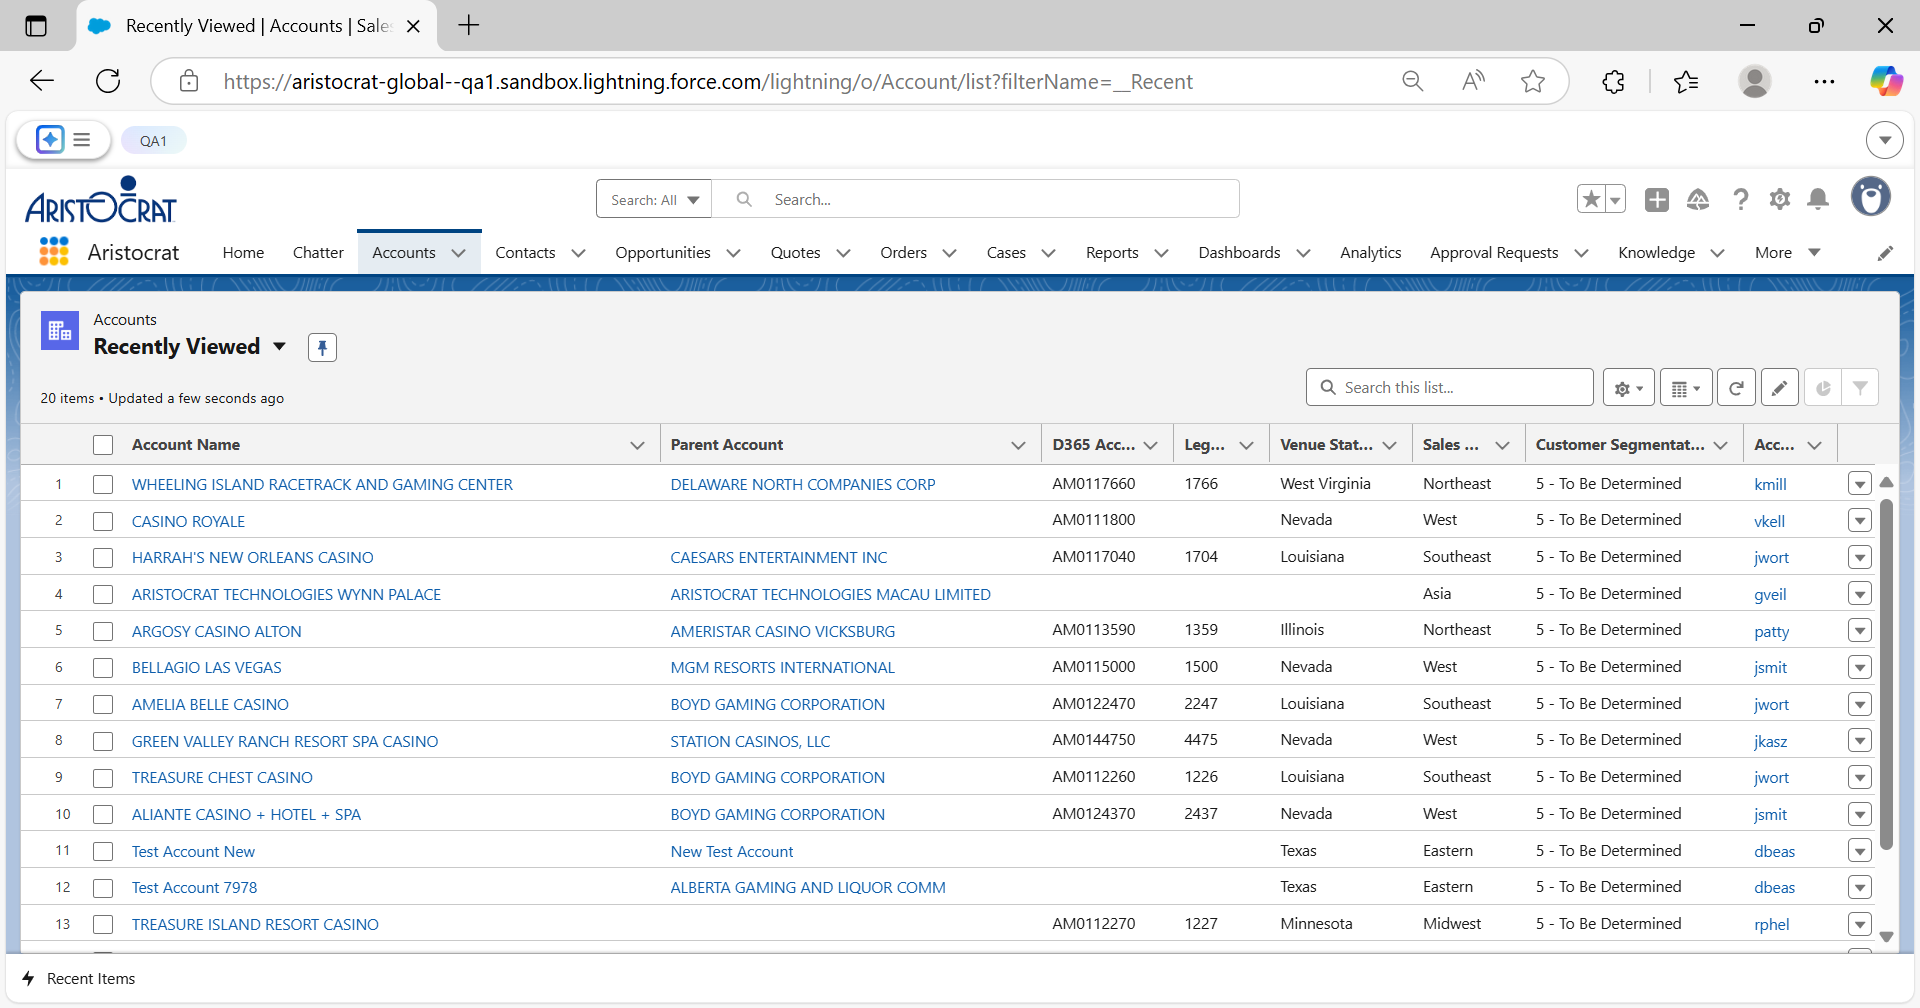 Recently Viewed | Accounts | Sales
https://aristocrat-global--qa1.sandbox.lightning.force.com/lightning/o/Account/list?filterName=__Recent
QA1
ARISTOCRAT
Search: All
Search...
Aristocrat
Home Chatter Accounts Contacts Opportunities Quotes Orders Cases Reports Dashboards Analytics Approval Requests Knowledge More
Accounts
Recently Viewed
20 items • Updated a few seconds ago
Search this list...
Account Name Parent Account D365 Acc... Leg... Venue Stat... Sales ... Customer Segmentat... Acc...
1 WHEELING ISLAND RACETRACK AND GAMING CENTER DELAWARE NORTH COMPANIES CORP AM0117660 1766 West Virginia Northeast 5 - To Be Determined kmill
2 CASINO ROYALE AM0111800 Nevada West 5 - To Be Determined vkell
3 HARRAH'S NEW ORLEANS CASINO CAESARS ENTERTAINMENT INC AM0117040 1704 Louisiana Southeast 5 - To Be Determined jwort
4 ARISTOCRAT TECHNOLOGIES WYNN PALACE ARISTOCRAT TECHNOLOGIES MACAU LIMITED Asia 5 - To Be Determined gveil
5 ARGOSY CASINO ALTON AMERISTAR CASINO VICKSBURG AM0113590 1359 Illinois Northeast 5 - To Be Determined patty
6 BELLAGIO LAS VEGAS MGM RESORTS INTERNATIONAL AM0115000 1500 Nevada West 5 - To Be Determined jsmit
7 AMELIA BELLE CASINO BOYD GAMING CORPORATION AM0122470 2247 Louisiana Southeast 5 - To Be Determined jwort
8 GREEN VALLEY RANCH RESORT SPA CASINO STATION CASINOS, LLC AM0144750 4475 Nevada West 5 - To Be Determined jkasz
9 TREASURE CHEST CASINO BOYD GAMING CORPORATION AM0112260 1226 Louisiana Southeast 5 - To Be Determined jwort
10 ALIANTE CASINO + HOTEL + SPA BOYD GAMING CORPORATION AM0124370 2437 Nevada West 5 - To Be Determined jsmit
11 Test Account New New Test Account Texas Eastern 5 - To Be Determined dbeas
12 Test Account 7978 ALBERTA GAMING AND LIQUOR COMM Texas Eastern 5 - To Be Determined dbeas
13 TREASURE ISLAND RESORT CASINO AM0112270 1227 Minnesota Midwest 5 - To Be Determined rphel
Recent Items